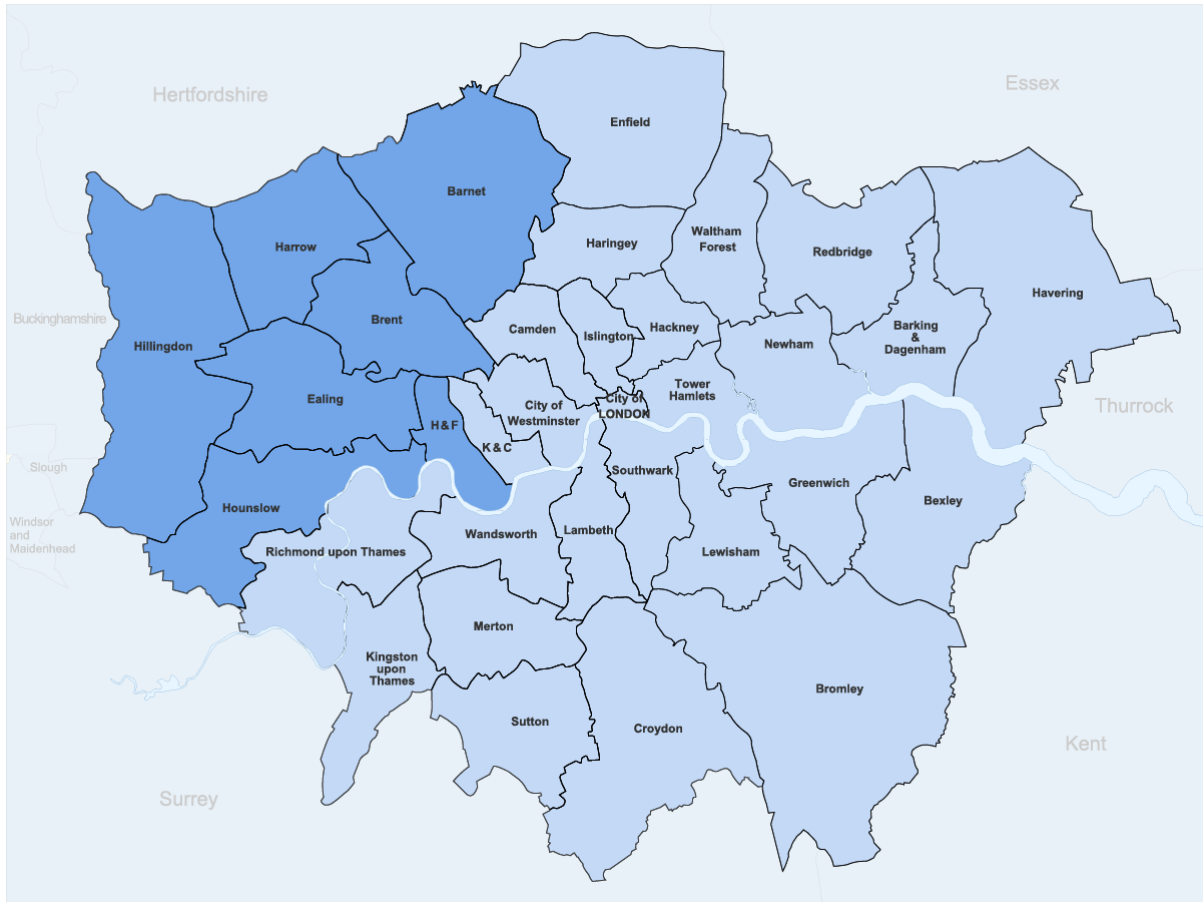 Hertfordshire
Essex
Enfield
Barnet
Harrow
Haringey
Waltham
Forest
Redbridge
Havering
Buckinghamshire
Hillingdon
Brent
Camden
Islington
Hackney
Newham
Barking
&
Dagenham
Ealing
H & F
K & C
City of
Westminster
City of
LONDON
Tower
Hamlets
Thurrock
Slough
Windsor
and
Maidenhead
Hounslow
Southwark
Greenwich
Bexley
Richmond upon Thames
Wandsworth
Lambeth
Lewisham
Merton
Kingston
upon
Thames
Sutton
Croydon
Bromley
Surrey
Kent